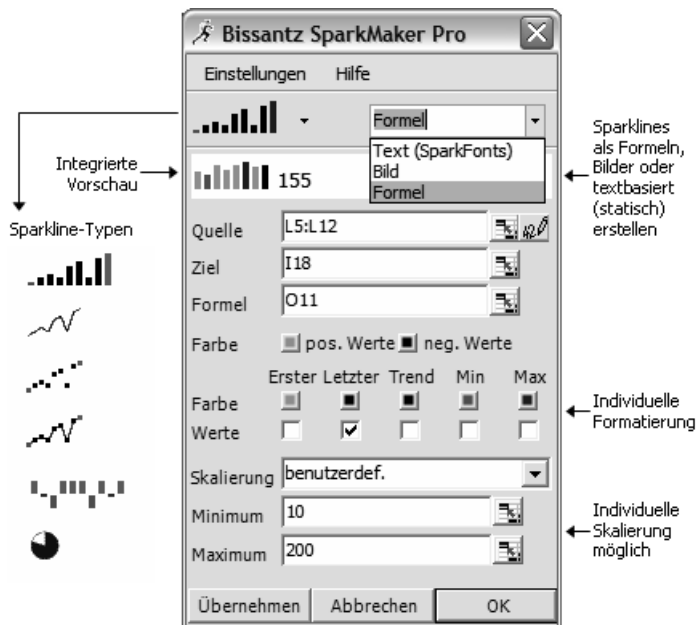 Bissantz SparkMaker Pro
Einstellungen Hilfe
Formel
Text (SparkFonts)
Bild
Formel
155
Quelle L5:L12
Ziel I18
Formel O11
Farbe pos. Werte neg. Werte
Erster Letzter Trend Min Max
Farbe
Werte
Skalierung benutzerdef.
Minimum 10
Maximum 200
Übernehmen Abbrechen OK
Integrierte
Vorschau
Sparkline-Typen
Sparklines
als Formeln,
Bilder oder
textbasiert
(statisch)
erstellen
Individuelle
Formatierung
Individuelle
Skalierung
möglich